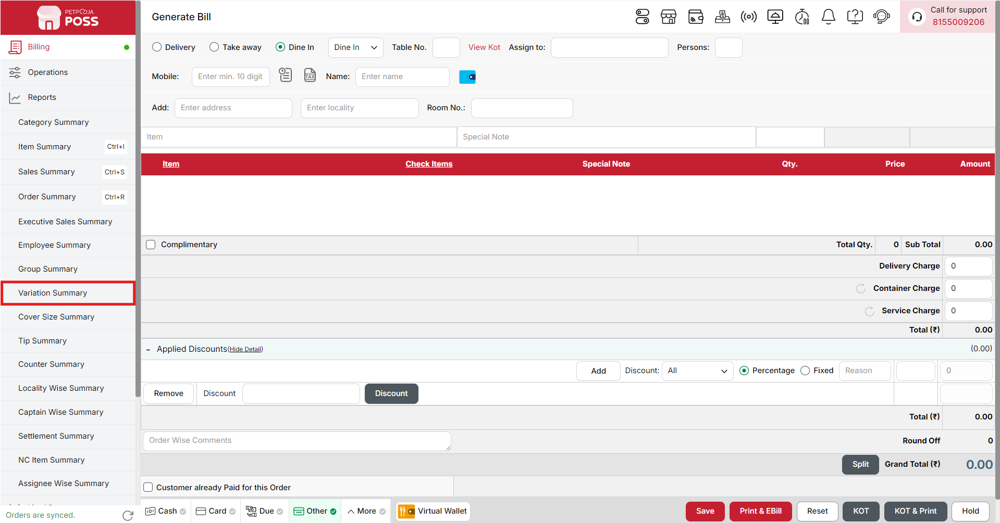 PETPOOJA
POSS
Generate Bill
Call for support
8155009206
Billing
Operations
Reports
Category Summary
Item Summary Ctrl+I
Sales Summary Ctrl+S
Order Summary Ctrl+R
Executive Sales Summary
Employee Summary
Group Summary
Variation Summary
Cover Size Summary
Tip Summary
Counter Summary
Locality Wise Summary
Captain Wise Summary
Settlement Summary
NC Item Summary
Assignee Wise Summary
Orders are synced.
Delivery Take away Dine In Dine In Table No. View Kot Assign to: Persons:
Mobile: Enter min. 10 digit TAX Name: Enter name
Add: Enter address Enter locality Room No.:
Item Special Note
Item Check Items Special Note Qty. Price Amount
Complimentary Total Qty. 0 Sub Total 0.00
Delivery Charge 0
Container Charge 0
Service Charge 0
Total (₹) 0.00
- Applied Discounts(Hide Detail) (0.00)
Add Discount: All Percentage Fixed Reason 0
Remove Discount Discount
Total (₹) 0.00
Order Wise Comments Round Off 0
Split Grand Total (₹) 0.00
Customer already Paid for this Order
Cash Card Due Other More Virtual Wallet Save Print & EBill Reset KOT KOT & Print Hold